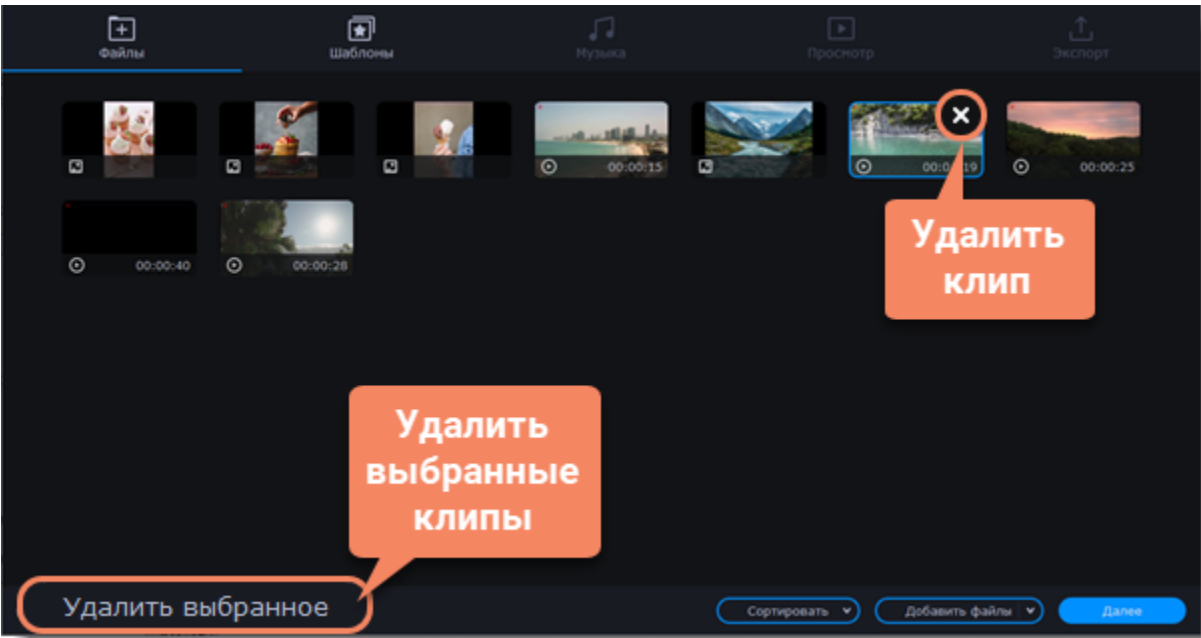 Файлы
Шаблоны
Музыка
Просмотр
Экспорт
00:00:15
00:00:25
Удалить
клип
00:00:40
00:00:28
Удалить
выбранные
клипы
Удалить выбранное
Сортировать
Добавить файлы
Далее